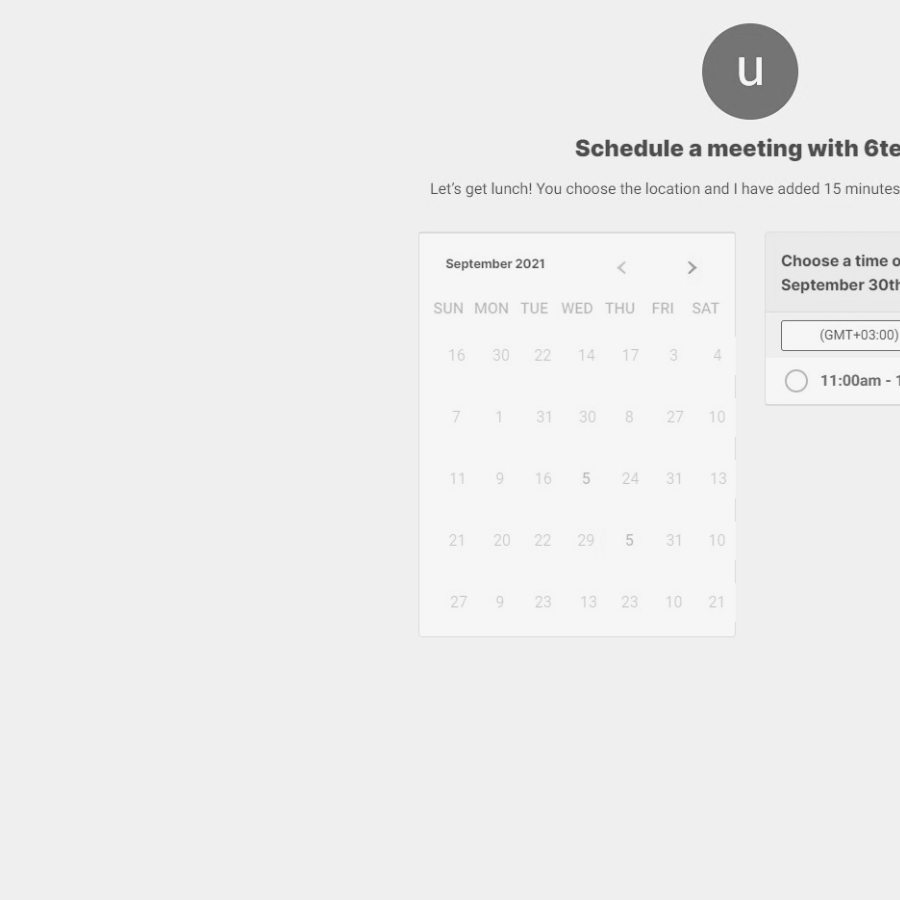 u
Schedule a meeting with 6te
Let's get lunch! You choose the location and I have added 15 minutes
September 2021
SUN MON TUE WED THU FRI SAT
16 30 22 14 17 3 4
7 1 31 30 8 27 10
11 9 16 5 24 31 13
21 20 22 29 5 31 10
27 9 23 13 23 10 21
Choose a time o
September 30th
(GMT+03:00)
11:00am - 1